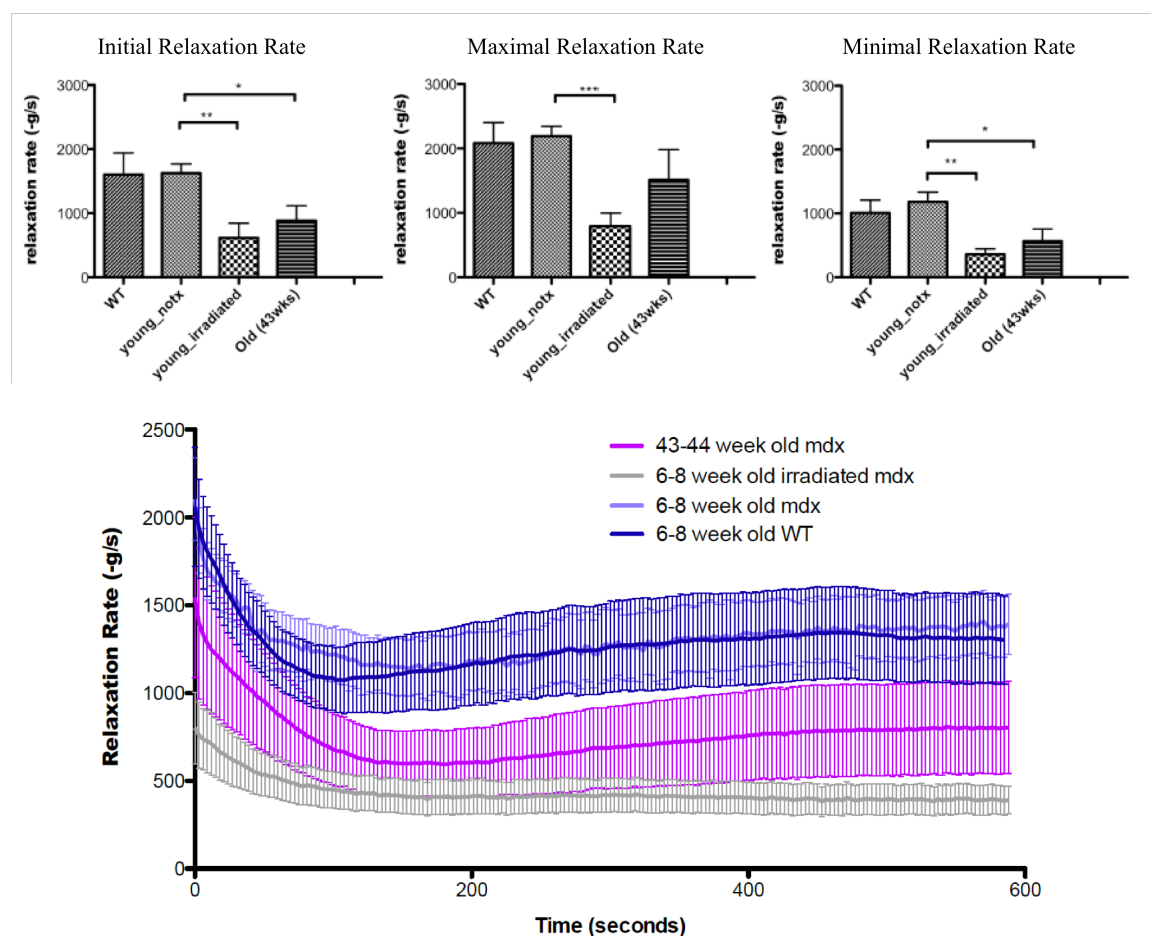 Initial Relaxation Rate
relaxation rate (-g/s)
3000
2000
1000
0
*
**
WT
young_notx
young_irradiated
Old (43wks)
Maximal Relaxation Rate
relaxation rate (-g/s)
3000
2000
1000
0
***
WT
young_notx
young_irradiated
Old (43wks)
Minimal Relaxation Rate
relaxation rate (-g/s)
3000
2000
1000
0
*
**
WT
young_notx
young_irradiated
Old (43wks)
Relaxation Rate (-g/s)
2500
2000
1500
1000
500
0
43-44 week old mdx
6-8 week old irradiated mdx
6-8 week old mdx
6-8 week old WT
0 200 400 600
Time (seconds)